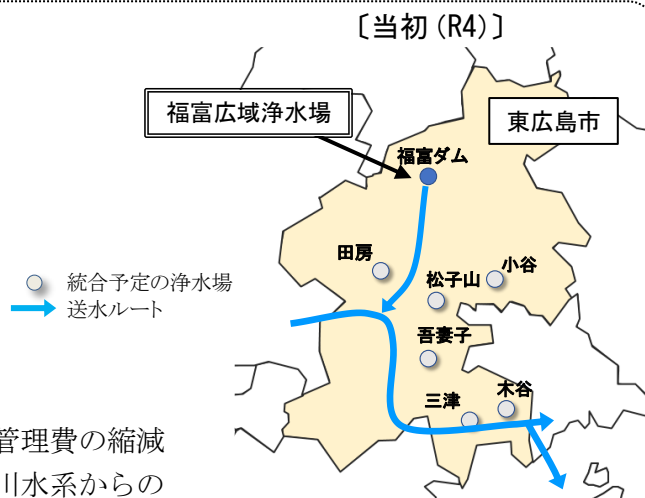 〔当初(R4)〕
福富広域浄水場
東広島市
福富ダム
田房
小谷
松子山
統合予定の浄水場
送水ルート
吾妻子
木谷
三津
管理費の縮減
川水系からの